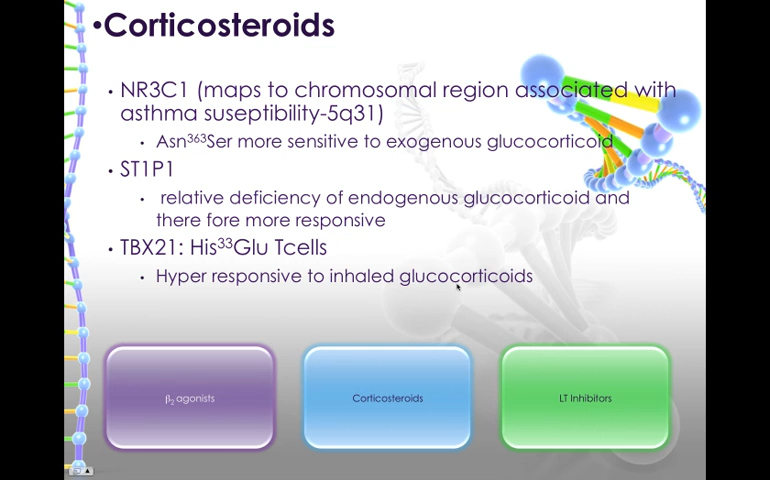 •Corticosteroids
• NR3C1 (maps to chromosomal region associated with
asthma suseptibility-5q31)
• Asn³⁶³Ser more sensitive to exogenous glucocorticoid
• ST1P1
• relative deficiency of endogenous glucocorticoid and
there fore more responsive
• TBX21: His³³Glu Tcells
• Hyper responsive to inhaled glucocorticoids
β₂ agonists
Corticosteroids
LT Inhibitors